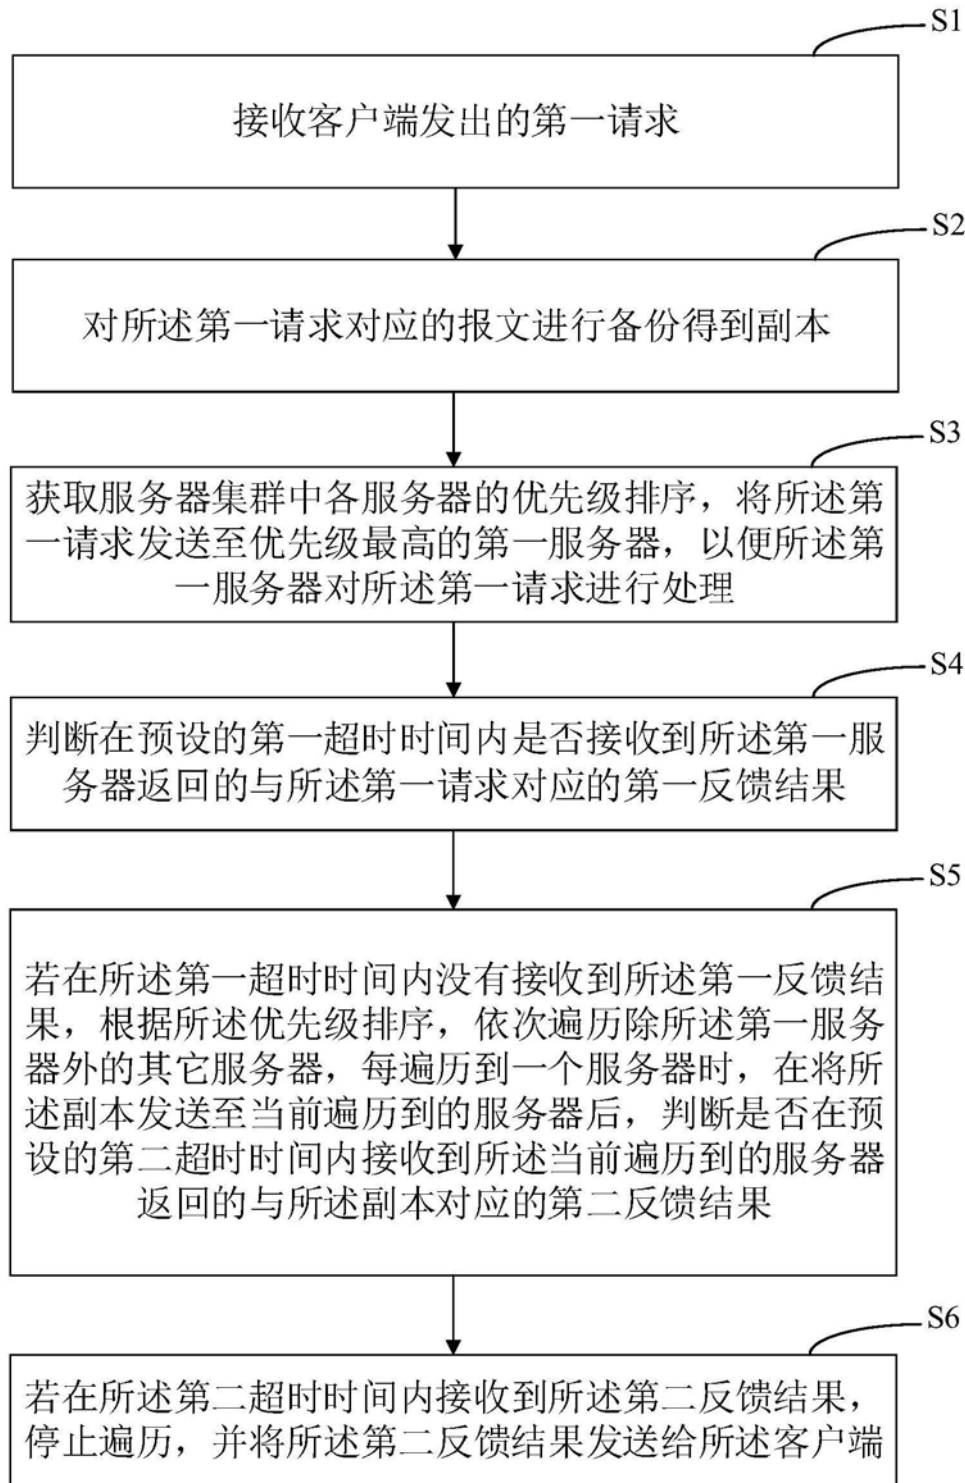 S1
接收客户端发出的第一请求
S2
对所述第一请求对应的报文进行备份得到副本
S3
获取服务器集群中各服务器的优先级排序，将所述第
一请求发送至优先级最高的第一服务器，以便所述第
一服务器对所述第一请求进行处理
S4
判断在预设的第一超时时间内是否接收到所述第一服
务器返回的与所述第一请求对应的第一反馈结果
S5
若在所述第一超时时间内没有接收到所述第一反馈结
果，根据所述优先级排序，依次遍历除所述第一服务
器外的其它服务器，每遍历到一个服务器时，在将所
述副本发送至当前遍历到的服务器后，判断是否在预
设的第二超时时间内接收到所述当前遍历到的服务器
返回的与所述副本对应的第二反馈结果
S6
若在所述第二超时时间内接收到所述第二反馈结果，
停止遍历，并将所述第二反馈结果发送给所述客户端